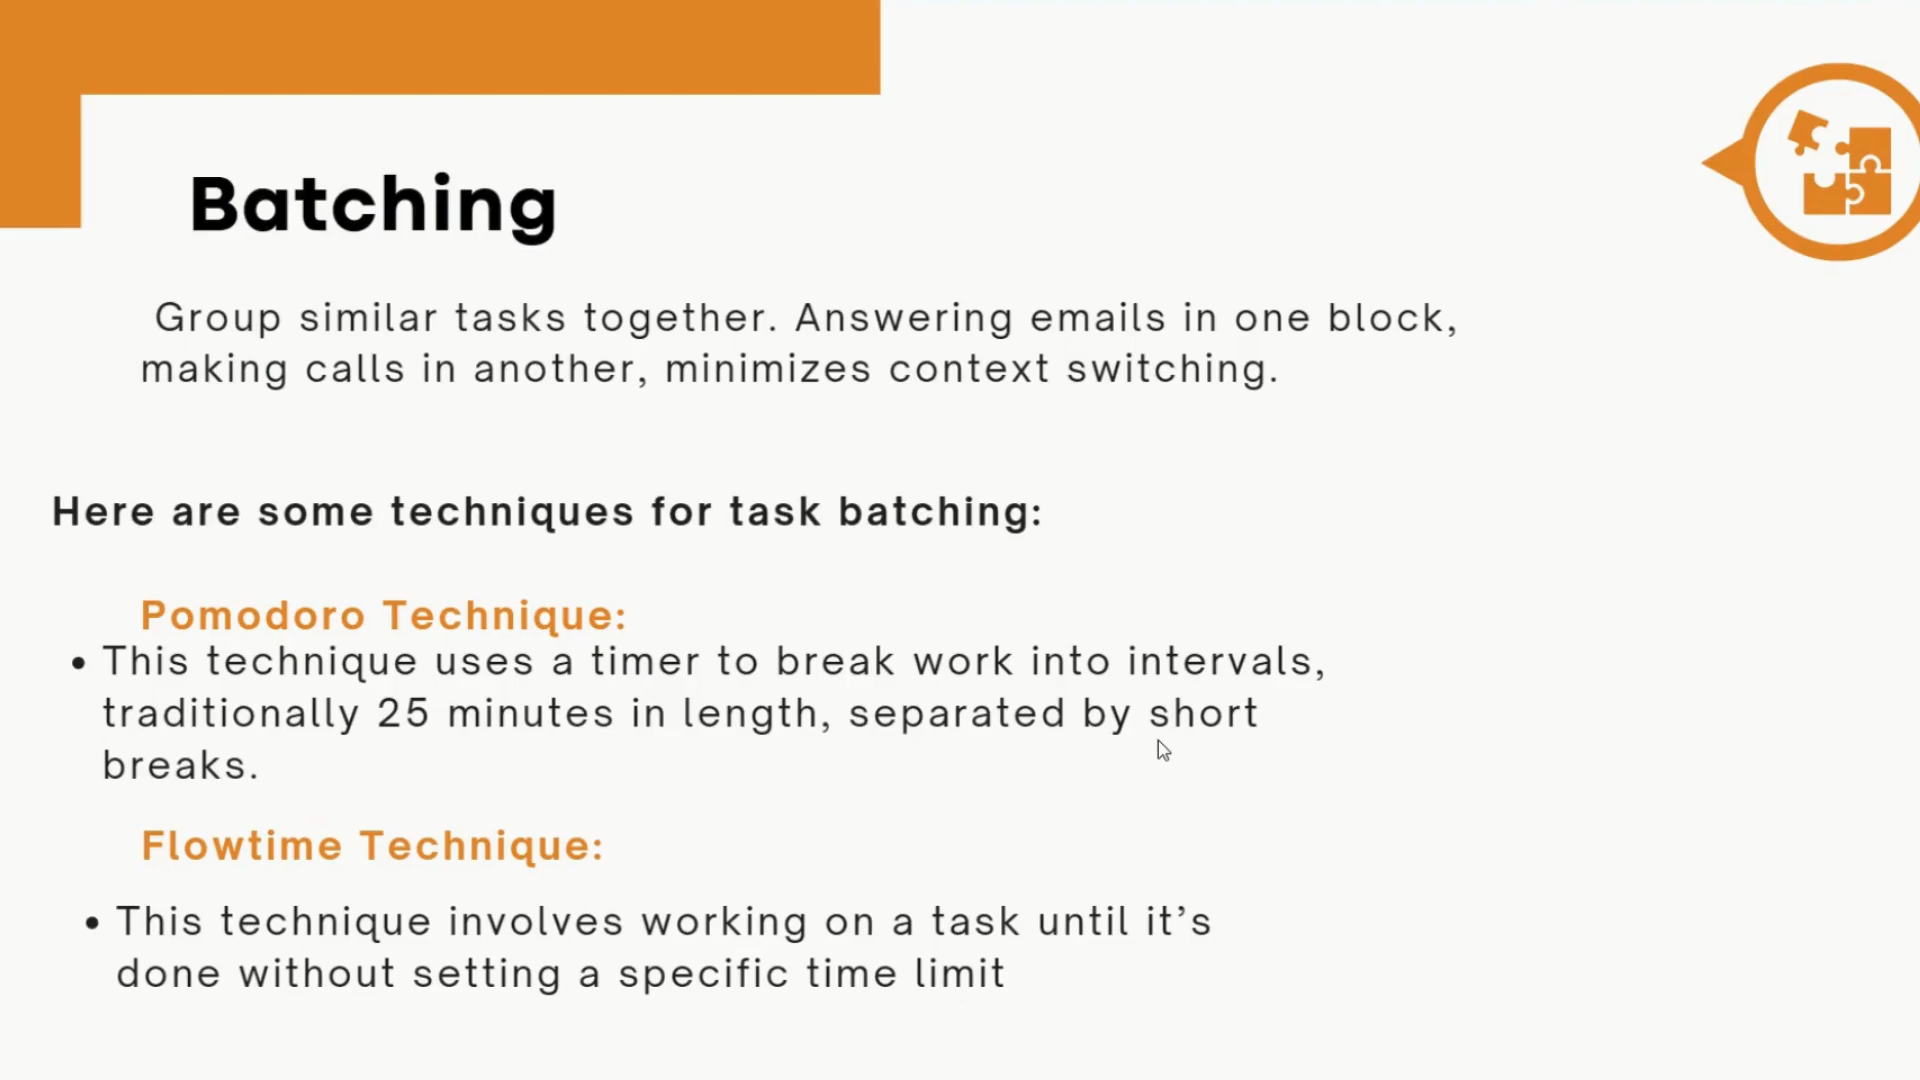 Batching
Group similar tasks together. Answering emails in one block,
making calls in another, minimizes context switching.
Here are some techniques for task batching:
Pomodoro Technique:
• This technique uses a timer to break work into intervals,
traditionally 25 minutes in length, separated by short
breaks.
Flowtime Technique:
• This technique involves working on a task until it’s
done without setting a specific time limit